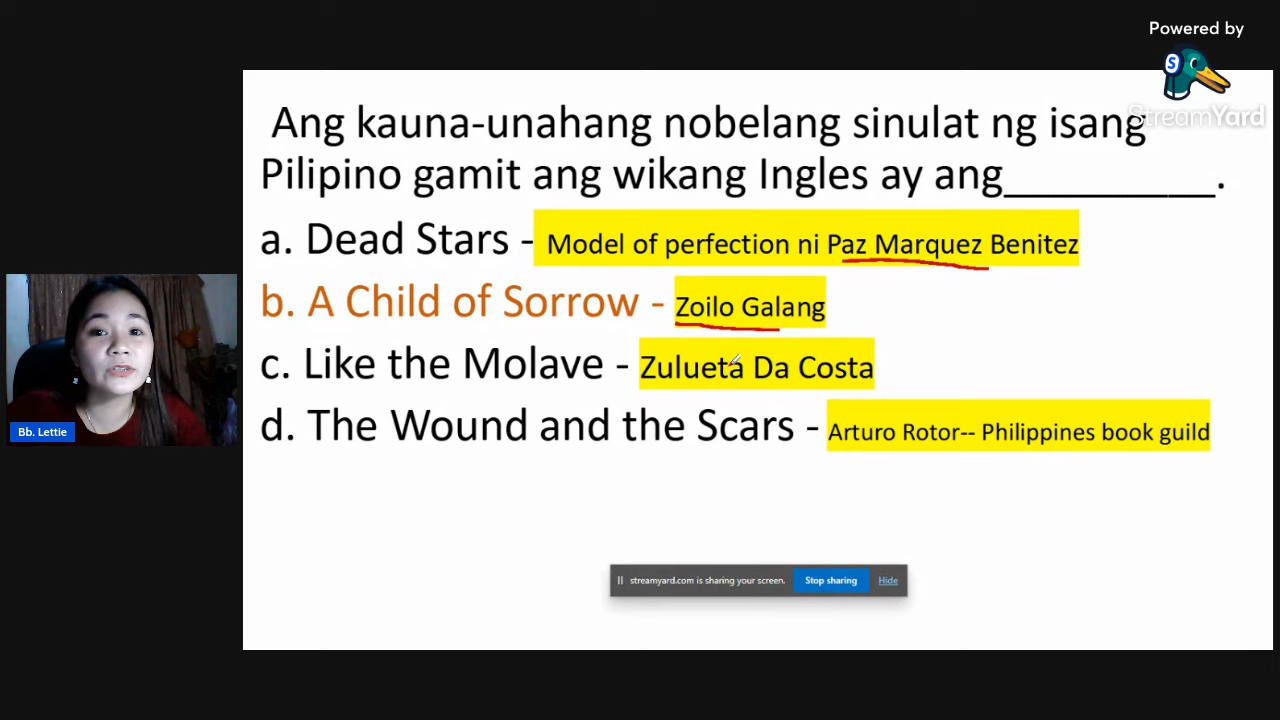 Powered by
StreamYard
Ang kauna-unahang nobelang sinulat ng isang
Pilipino gamit ang wikang Ingles ay ang__________.
a. Dead Stars - Model of perfection ni Paz Marquez Benitez
b. A Child of Sorrow - Zoilo Galang
c. Like the Molave - Zulueta Da Costa
d. The Wound and the Scars - Arturo Rotor-- Philippines book guild
Bb. Lettie
streamyard.com is sharing your screen. Stop sharing Hide